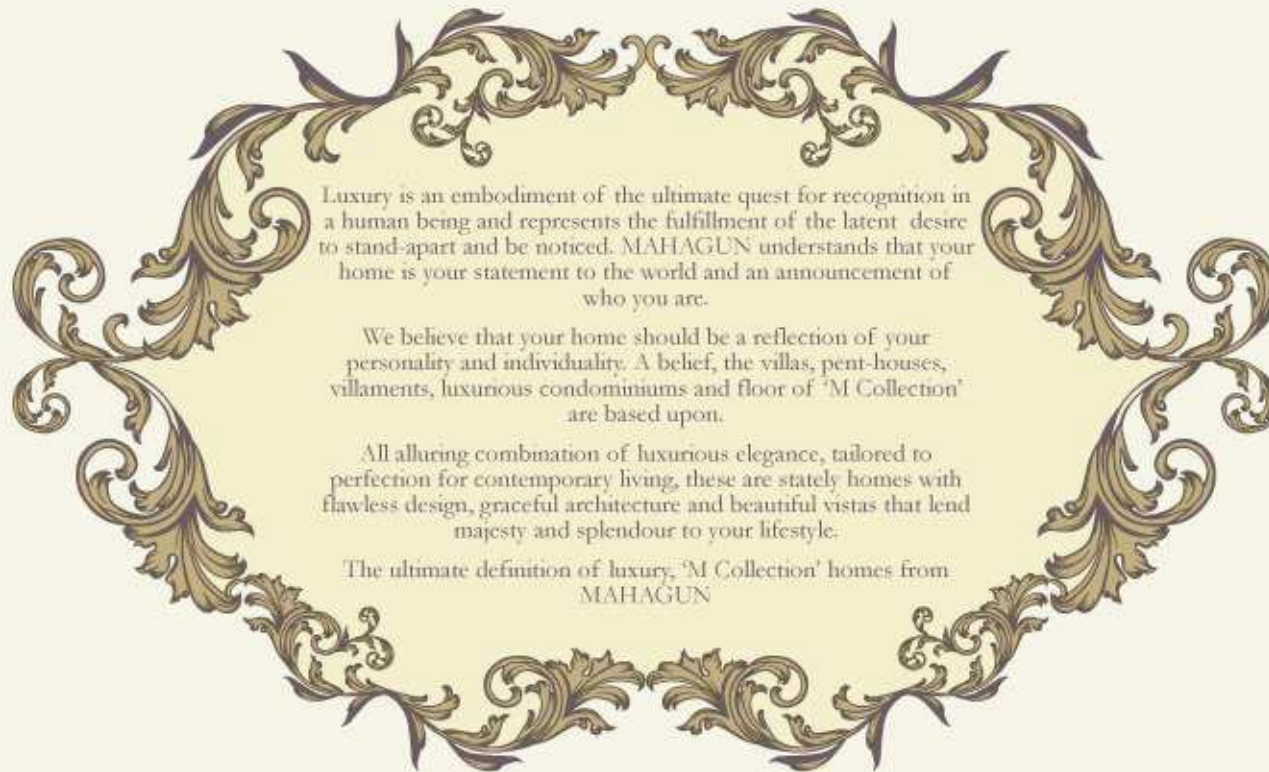 Luxury is an embodiment of the ultimate quest for recognition in
a human being and represents the fulfillment of the latent desire
to stand-apart and be noticed. MAHAGUN understands that your
home is your statement to the world and an announcement of
who you are.
We believe that your home should be a reflection of your
personality and individuality. A belief, the villas, pent-houses,
villaments, luxurious condominiums and floor of ‘M Collection’
are based upon.
All alluring combination of luxurious elegance, tailored to
perfection for contemporary living, these are stately homes with
flawless design, graceful architecture and beautiful vistas that lend
majesty and splendour to your lifestyle.
The ultimate definition of luxury, ‘M Collection’ homes from
MAHAGUN